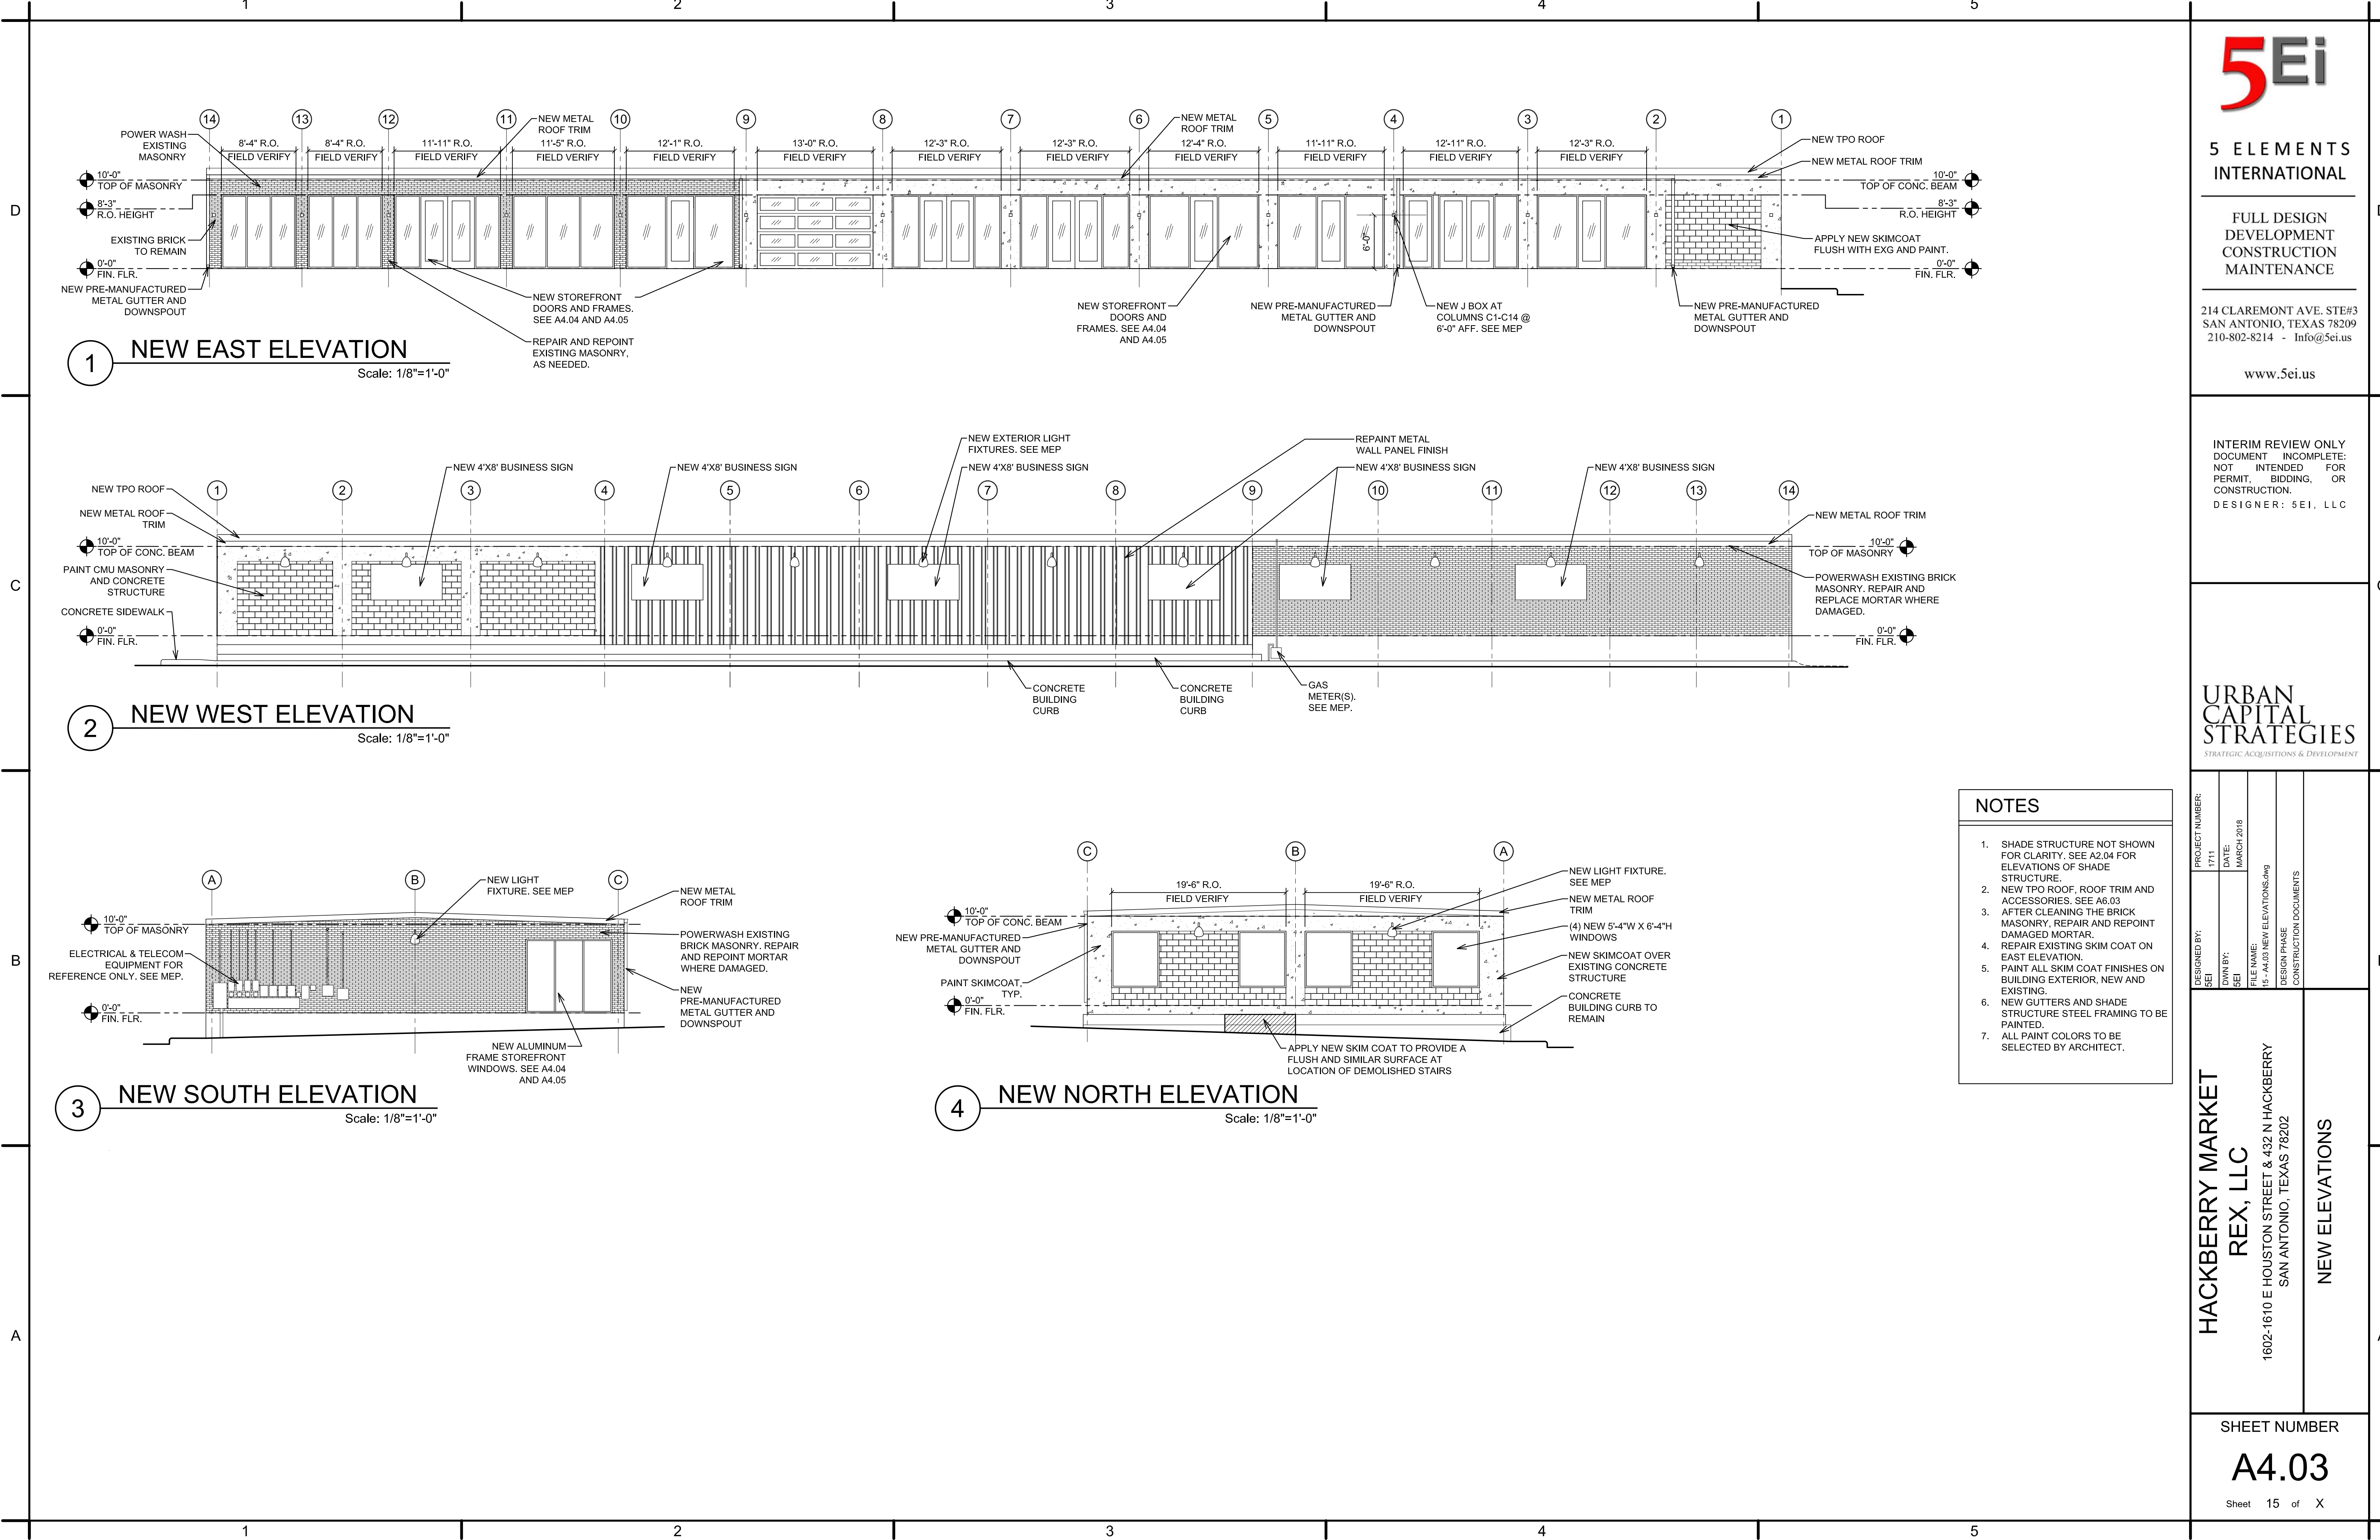 1
2
3
4
5
D
C
B
A
14
13
12
11
10
9
8
7
6
5
4
3
2
1
POWER WASH
EXISTING
MASONRY
NEW METAL
ROOF TRIM
NEW METAL
ROOF TRIM
NEW TPO ROOF
NEW METAL ROOF TRIM
8'-4" R.O.
FIELD VERIFY
8'-4" R.O.
FIELD VERIFY
11'-11" R.O.
FIELD VERIFY
11'-5" R.O.
FIELD VERIFY
12'-1" R.O.
FIELD VERIFY
13'-0" R.O.
FIELD VERIFY
12'-3" R.O.
FIELD VERIFY
12'-3" R.O.
FIELD VERIFY
12'-4" R.O.
FIELD VERIFY
11'-11" R.O.
FIELD VERIFY
12'-11" R.O.
FIELD VERIFY
12'-3" R.O.
FIELD VERIFY
10'-0"
TOP OF MASONRY
8'-3"
R.O. HEIGHT
EXISTING BRICK
TO REMAIN
0'-0"
FIN. FLR.
NEW PRE-MANUFACTURED
METAL GUTTER AND
DOWNSPOUT
10'-0"
TOP OF CONC. BEAM
8'-3"
R.O. HEIGHT
APPLY NEW SKIMCOAT
FLUSH WITH EXG AND PAINT.
0'-0"
FIN. FLR.
6'-0"
NEW STOREFRONT
DOORS AND FRAMES.
SEE A4.04 AND A4.05
REPAIR AND REPOINT
EXISTING MASONRY,
AS NEEDED.
NEW STOREFRONT
DOORS AND
FRAMES. SEE A4.04
AND A4.05
NEW PRE-MANUFACTURED
METAL GUTTER AND
DOWNSPOUT
NEW J BOX AT
COLUMNS C1-C14 @
6'-0" AFF. SEE MEP
NEW PRE-MANUFACTURED
METAL GUTTER AND
DOWNSPOUT
1
NEW EAST ELEVATION
Scale: 1/8"=1'-0"
NEW EXTERIOR LIGHT
FIXTURES. SEE MEP
REPAINT METAL
WALL PANEL FINISH
NEW 4'X8' BUSINESS SIGN
NEW 4'X8' BUSINESS SIGN
NEW 4'X8' BUSINESS SIGN
NEW 4'X8' BUSINESS SIGN
NEW 4'X8' BUSINESS SIGN
1
2
3
4
5
6
7
8
9
10
11
12
13
14
NEW TPO ROOF
NEW METAL ROOF
TRIM
10'-0"
TOP OF CONC. BEAM
PAINT CMU MASONRY
AND CONCRETE
STRUCTURE
CONCRETE SIDEWALK
0'-0"
FIN. FLR.
NEW METAL ROOF TRIM
10'-0"
TOP OF MASONRY
POWERWASH EXISTING BRICK
MASONRY. REPAIR AND
REPLACE MORTAR WHERE
DAMAGED.
0'-0"
FIN. FLR.
CONCRETE
BUILDING
CURB
CONCRETE
BUILDING
CURB
GAS
METER(S).
SEE MEP.
2
NEW WEST ELEVATION
Scale: 1/8"=1'-0"
A
B
C
NEW LIGHT
FIXTURE. SEE MEP
NEW METAL
ROOF TRIM
10'-0"
TOP OF MASONRY
ELECTRICAL & TELECOM
EQUIPMENT FOR
REFERENCE ONLY. SEE MEP.
0'-0"
FIN. FLR.
POWERWASH EXISTING
BRICK MASONRY. REPAIR
AND REPOINT MORTAR
WHERE DAMAGED.
NEW
PRE-MANUFACTURED
METAL GUTTER AND
DOWNSPOUT
NEW ALUMINUM
FRAME STOREFRONT
WINDOWS. SEE A4.04
AND A4.05
3
NEW SOUTH ELEVATION
Scale: 1/8"=1'-0"
C
B
A
19'-6" R.O.
FIELD VERIFY
19'-6" R.O.
FIELD VERIFY
10'-0"
TOP OF CONC. BEAM
NEW PRE-MANUFACTURED
METAL GUTTER AND
DOWNSPOUT
PAINT SKIMCOAT,
TYP.
0'-0"
FIN. FLR.
NEW LIGHT FIXTURE.
SEE MEP
NEW METAL ROOF
TRIM
(4) NEW 5'-4"W X 6'-4"H
WINDOWS
NEW SKIMCOAT OVER
EXISTING CONCRETE
STRUCTURE
CONCRETE
BUILDING CURB TO
REMAIN
APPLY NEW SKIM COAT TO PROVIDE A
FLUSH AND SIMILAR SURFACE AT
LOCATION OF DEMOLISHED STAIRS
4
NEW NORTH ELEVATION
Scale: 1/8"=1'-0"
NOTES
1. SHADE STRUCTURE NOT SHOWN
FOR CLARITY. SEE A2.04 FOR
ELEVATIONS OF SHADE
STRUCTURE.
2. NEW TPO ROOF, ROOF TRIM AND
ACCESSORIES. SEE A6.03
3. AFTER CLEANING THE BRICK
MASONRY, REPAIR AND REPOINT
DAMAGED MORTAR.
4. REPAIR EXISTING SKIM COAT ON
EAST ELEVATION.
5. PAINT ALL SKIM COAT FINISHES ON
BUILDING EXTERIOR, NEW AND
EXISTING.
6. NEW GUTTERS AND SHADE
STRUCTURE STEEL FRAMING TO BE
PAINTED.
7. ALL PAINT COLORS TO BE
SELECTED BY ARCHITECT.
5Ei
5 ELEMENTS
INTERNATIONAL
FULL DESIGN
DEVELOPMENT
CONSTRUCTION
MAINTENANCE
214 CLAREMONT AVE. STE#3
SAN ANTONIO, TEXAS 78209
210-802-8214 - Info@5ei.us
www.5ei.us
INTERIM REVIEW ONLY
DOCUMENT INCOMPLETE:
NOT INTENDED FOR
PERMIT, BIDDING, OR
CONSTRUCTION.
DESIGNER: 5EI, LLC
URBAN
CAPITAL
STRATEGIES
STRATEGIC ACQUISITIONS & DEVELOPMENT
PROJECT NUMBER:
1711
DATE:
MARCH 2018
DESIGNED BY:
5EI
DWN BY:
5EI
FILE NAME:
15 - A4.03 NEW ELEVATIONS.dwg
DESIGN PHASE
CONSTRUCTION DOCUMENTS
HACKBERRY MARKET
REX, LLC
1602-1610 E HOUSTON STREET & 432 N HACKBERRY
SAN ANTONIO, TEXAS 78202
NEW ELEVATIONS
SHEET NUMBER
A4.03
Sheet 15 of X
1
2
3
4
5